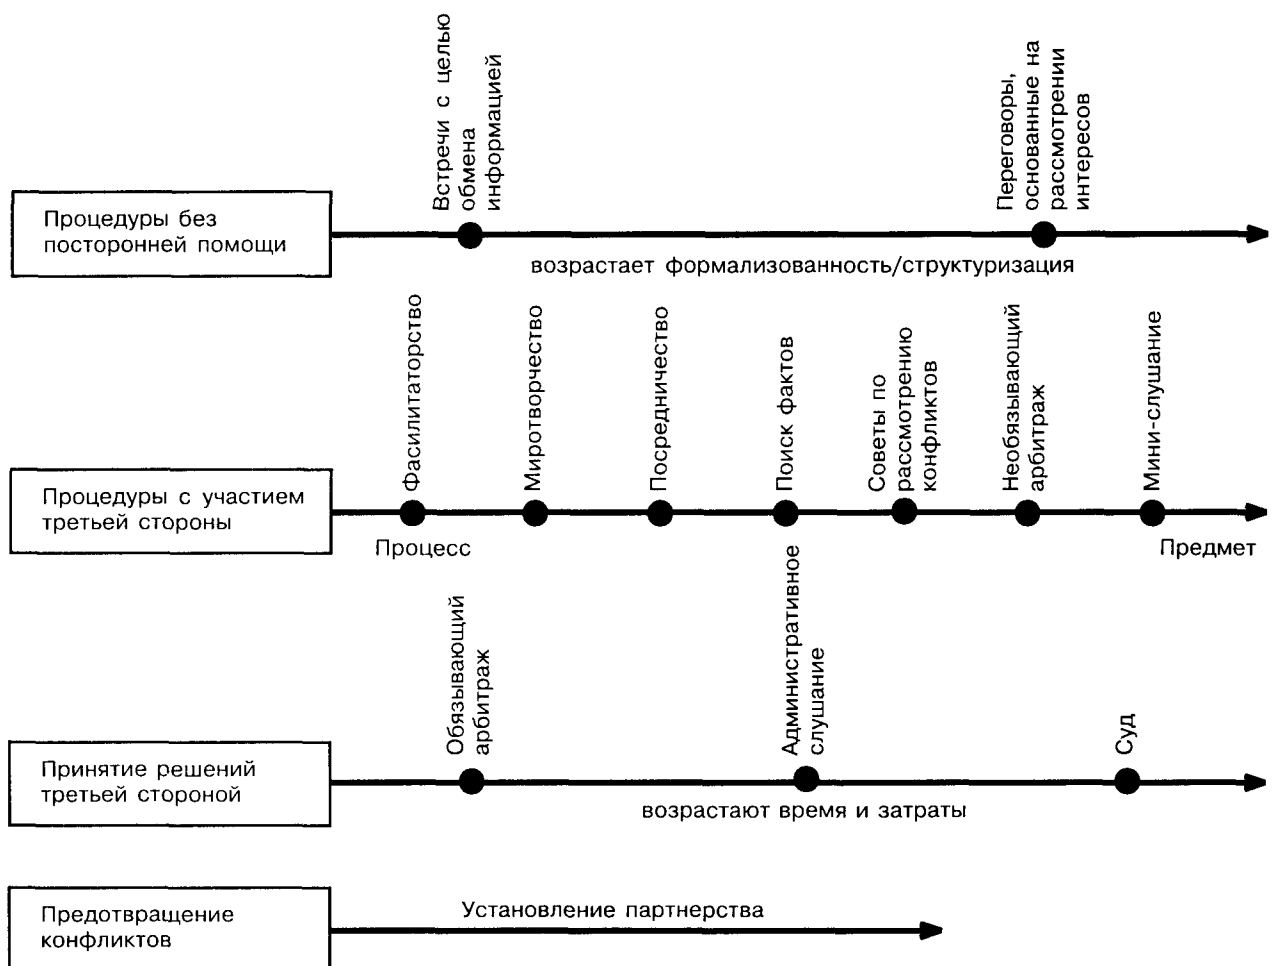 Встречи с целью
обмена
информацией
Переговоры,
основанные на
рассмотрении
интересов
Процедуры без
посторонней помощи
возрастает формализованность/структуризация
Фасилитаторство
Миротворчество
Посредничество
Поиск фактов
Советы по
рассмотрению
конфликтов
Необязывающий
арбитраж
Мини-слушание
Процедуры с участием
третьей стороны
Процесс
Предмет
Обязывающий
арбитраж
Административное
слушание
Суд
Принятие решений
третьей стороной
возрастают время и затраты
Предотвращение
конфликтов
Установление партнерства